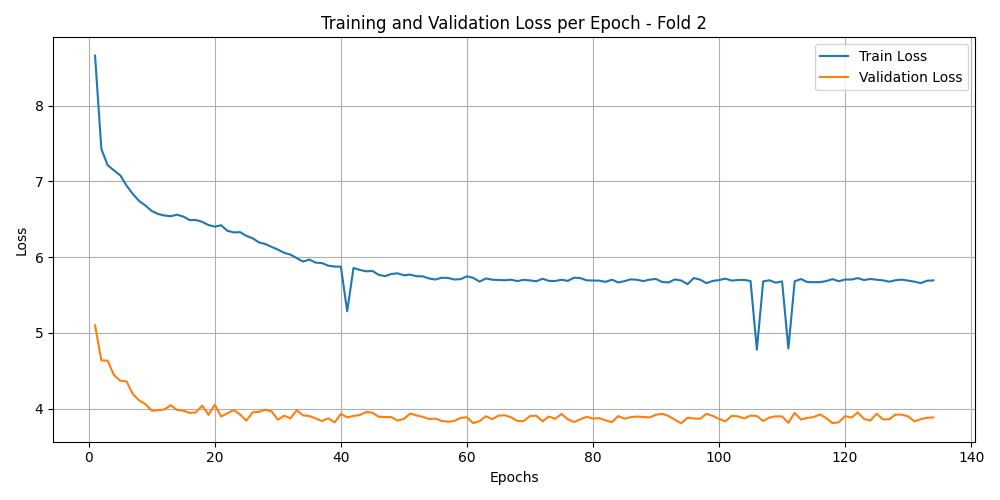 Training and Validation Loss per Epoch - Fold 2
Train Loss
Validation Loss
8
7
6
5
4
Loss
0 20 40 60 80 100 120 140
Epochs